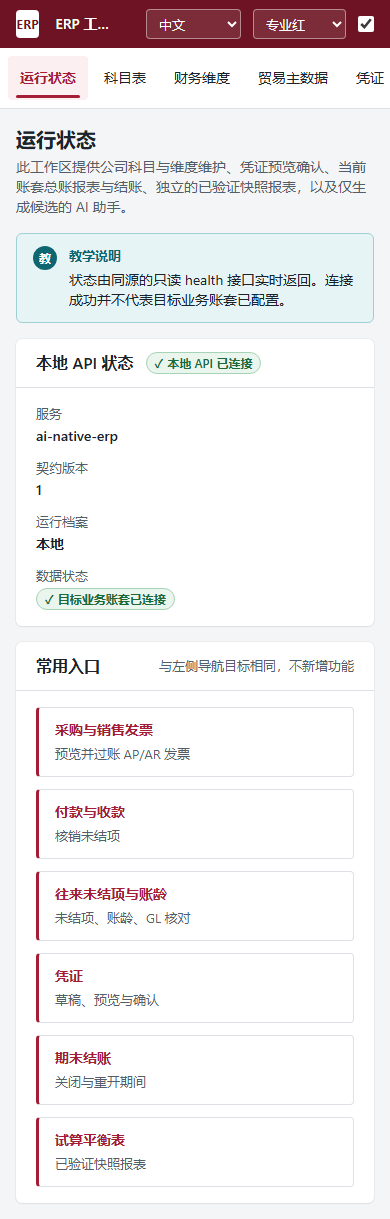 ERP ERP 工... 中文 专业红
运行状态 科目表 财务维度 贸易主数据 凭证
运行状态
此工作区提供公司科目与维度维护、凭证预览确认、当前
账套总账报表与结账、独立的已验证快照报表，以及仅生
成候选的 AI 助手。
教 教学说明
状态由同源的只读 health 接口实时返回。连接
成功并不代表目标业务账套已配置。
本地 API 状态 ✓ 本地 API 已连接
服务
ai-native-erp
契约版本
1
运行档案
本地
数据状态
✓ 目标业务账套已连接
常用入口 与左侧导航目标相同，不新增功能
采购与销售发票
预览并过账 AP/AR 发票
付款与收款
核销未结项
往来未结项与账龄
未结项、账龄、GL 核对
凭证
草稿、预览与确认
期末结账
关闭与重开期间
试算平衡表
已验证快照报表